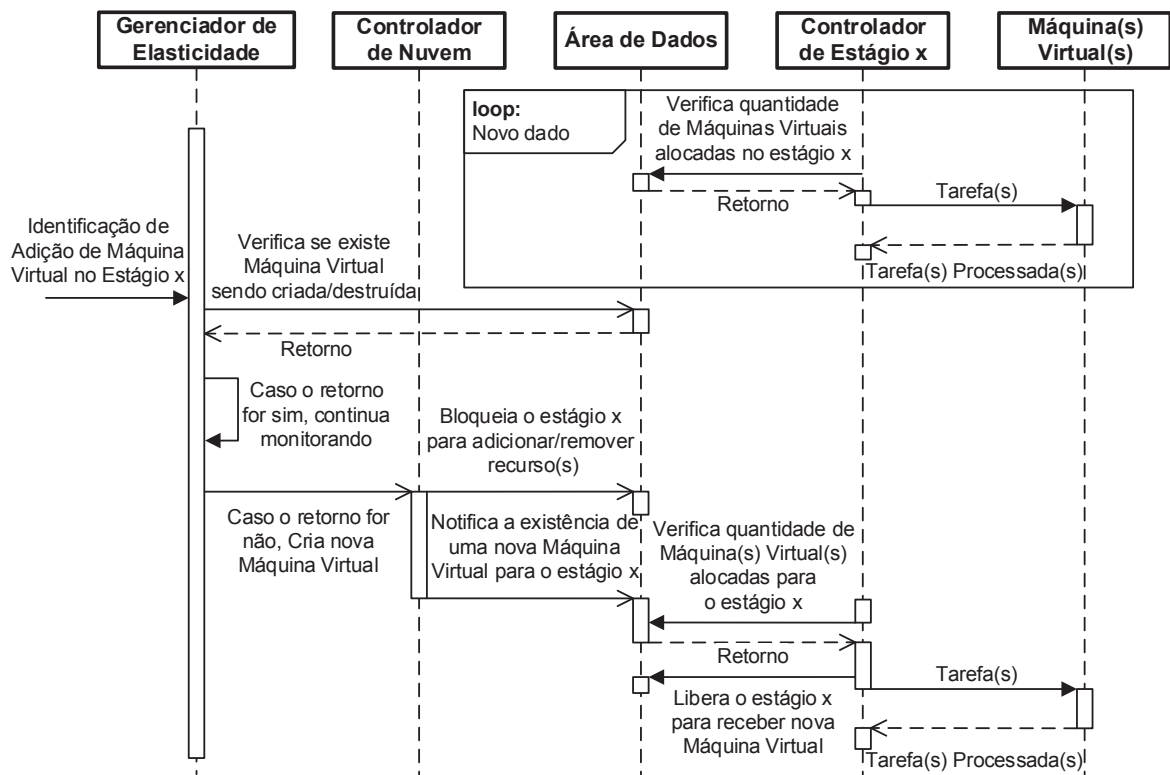 Gerenciador de
Elasticidade
Controlador
de Nuvem
Área de Dados
Controlador
de Estágio x
Máquina(s)
Virtual(s)
loop:
Novo dado
Verifica quantidade
de Máquinas Virtuais
alocadas no estágio x
Retorno
Tarefa(s)
Tarefa(s) Processada(s)
Identificação de
Adição de Máquina
Virtual no Estágio x
Verifica se existe
Máquina Virtual
sendo criada/destruída
Retorno
Caso o retorno
for sim, continua
monitorando
Bloqueia o estágio x
para adicionar/remover
recurso(s)
Caso o retorno for
não, Cria nova
Máquina Virtual
Notifica a existência de
uma nova Máquina
Virtual para o estágio x
Verifica quantidade de
Máquina(s) Virtual(s)
alocadas para
o estágio x
Retorno
Tarefa(s)
Libera o estágio x
para receber nova
Máquina Virtual
Tarefa(s) Processada(s)